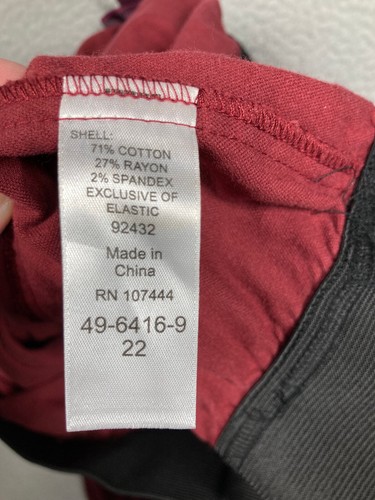 SHELL:
71% COTTON
27% RAYON
2% SPANDEX
EXCLUSIVE OF
ELASTIC
92432
Made in
China
RN 107444
49-6416-9
22